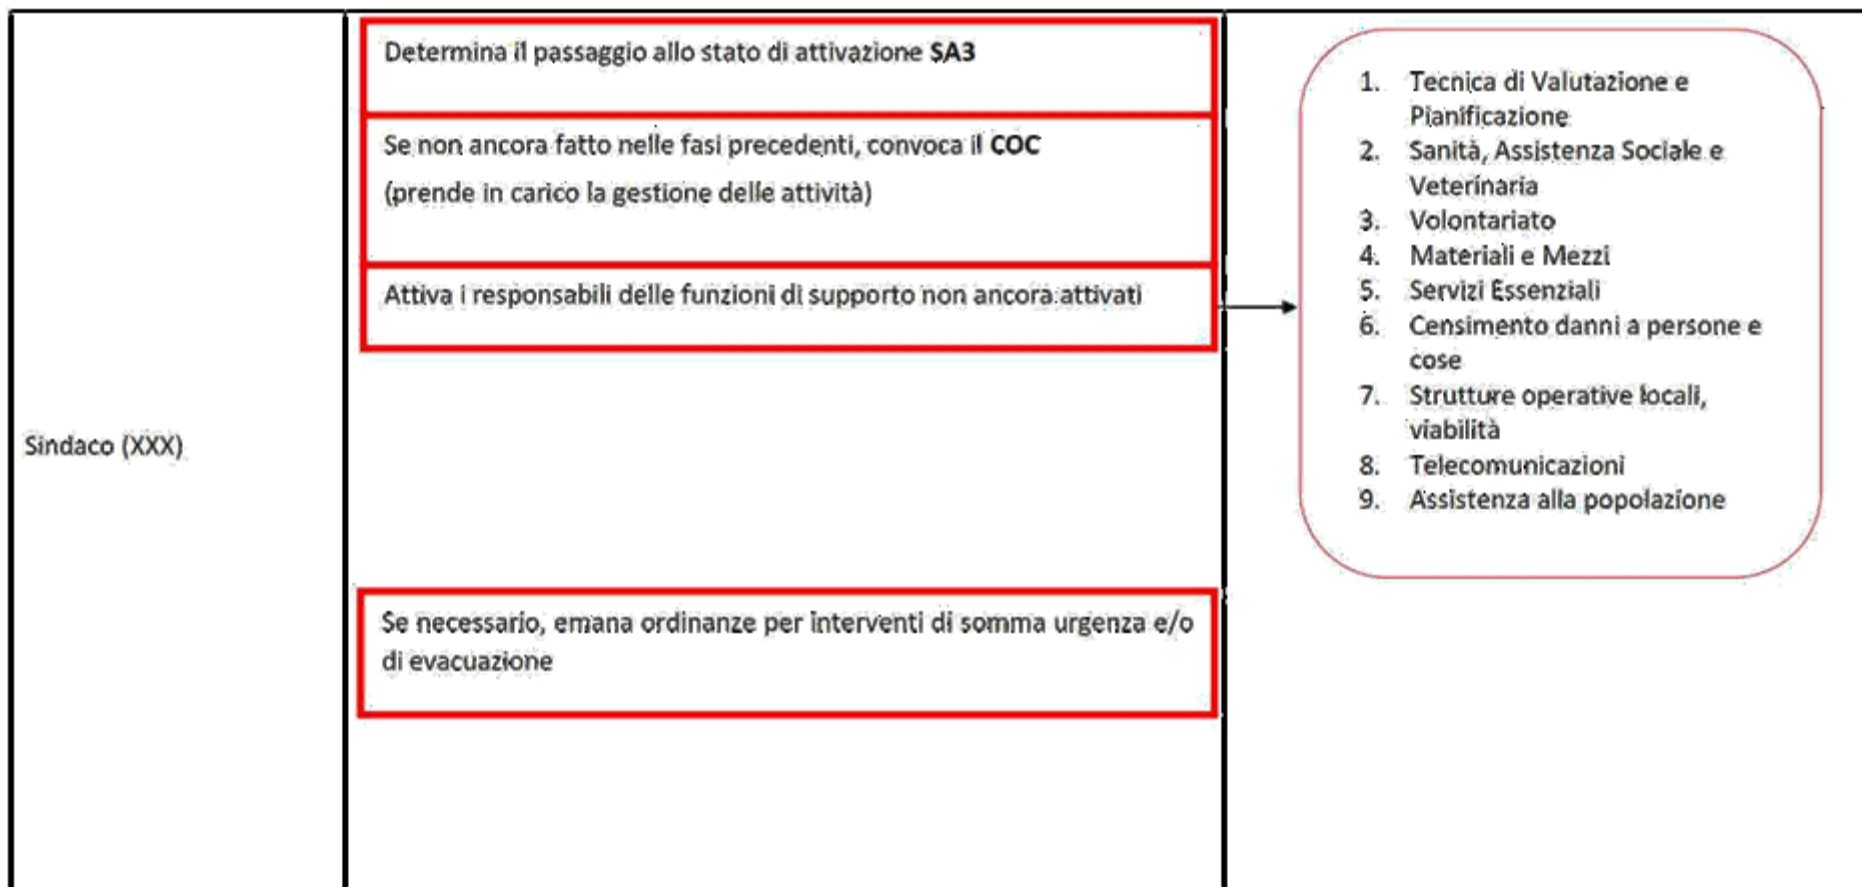 Sindaco (XXX)
Determina il passaggio allo stato di attivazione SA3
Se non ancora fatto nelle fasi precedenti, convoca il COC
(prende in carico la gestione delle attività)
Attiva i responsabili delle funzioni di supporto non ancora attivati
Se necessario, emana ordinanze per interventi di somma urgenza e/o
di evacuazione
1. Tecnica di Valutazione e
Pianificazione
2. Sanità, Assistenza Sociale e
Veterinaria
3. Volontariato
4. Materiali e Mezzi
5. Servizi Essenziali
6. Censimento danni a persone e
cose
7. Strutture operative locali,
viabilità
8. Telecomunicazioni
9. Assistenza alla popolazione